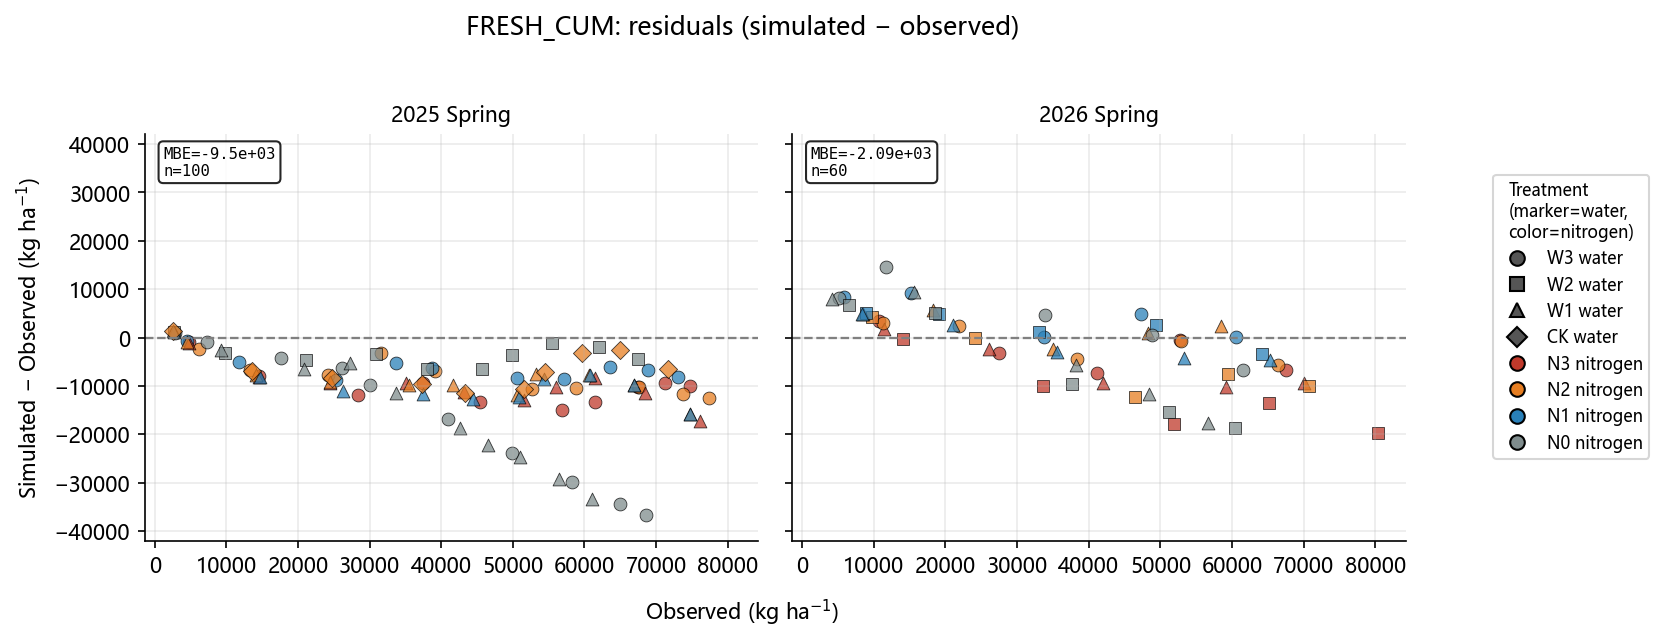 FRESH_CUM: residuals (simulated − observed)
2025 Spring
2026 Spring
Simulated − Observed (kg ha⁻¹)
40000
30000
20000
10000
0
−10000
−20000
−30000
−40000
MBE=-9.5e+03
n=100
MBE=-2.09e+03
n=60
0 10000 20000 30000 40000 50000 60000 70000 80000
0 10000 20000 30000 40000 50000 60000 70000 80000
Observed (kg ha⁻¹)
Treatment
(marker=water,
color=nitrogen)
W3 water
W2 water
W1 water
CK water
N3 nitrogen
N2 nitrogen
N1 nitrogen
N0 nitrogen